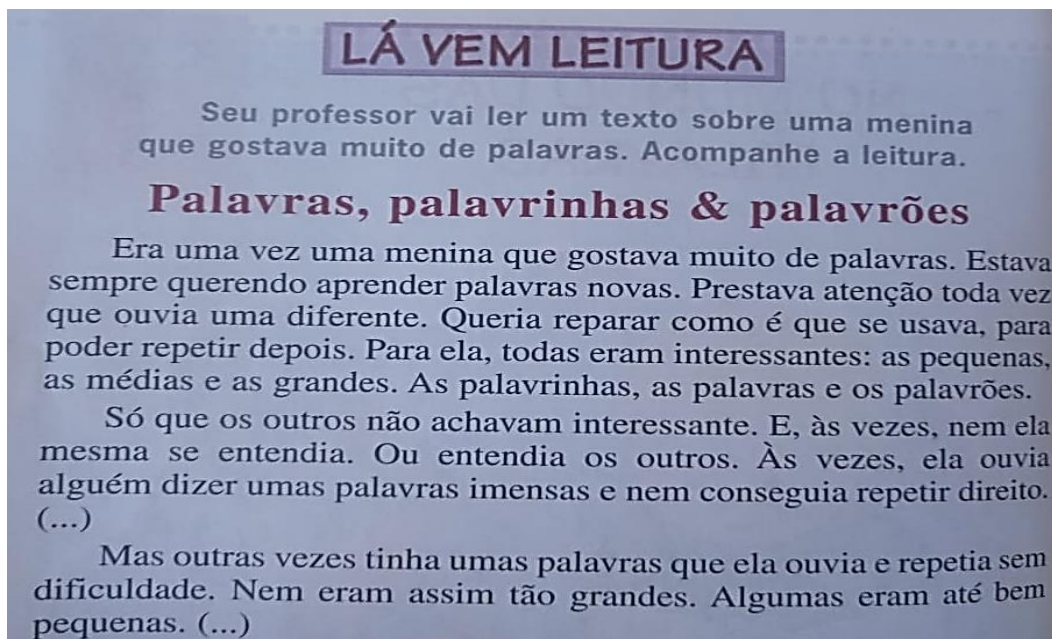 LÁ VEM LEITURA
Seu professor vai ler um texto sobre uma menina
que gostava muito de palavras. Acompanhe a leitura.
Palavras, palavrinhas & palavrões
Era uma vez uma menina que gostava muito de palavras. Estava
sempre querendo aprender palavras novas. Prestava atenção toda vez
que ouvia uma diferente. Queria reparar como é que se usava, para
poder repetir depois. Para ela, todas eram interessantes: as pequenas,
as médias e as grandes. As palavrinhas, as palavras e os palavrões.
Só que os outros não achavam interessante. E, às vezes, nem ela
mesma se entendia. Ou entendia os outros. Às vezes, ela ouvia
alguém dizer umas palavras imensas e nem conseguia repetir direito.
(...)
Mas outras vezes tinha umas palavras que ela ouvia e repetia sem
dificuldade. Nem eram assim tão grandes. Algumas eram até bem
pequenas. (...)